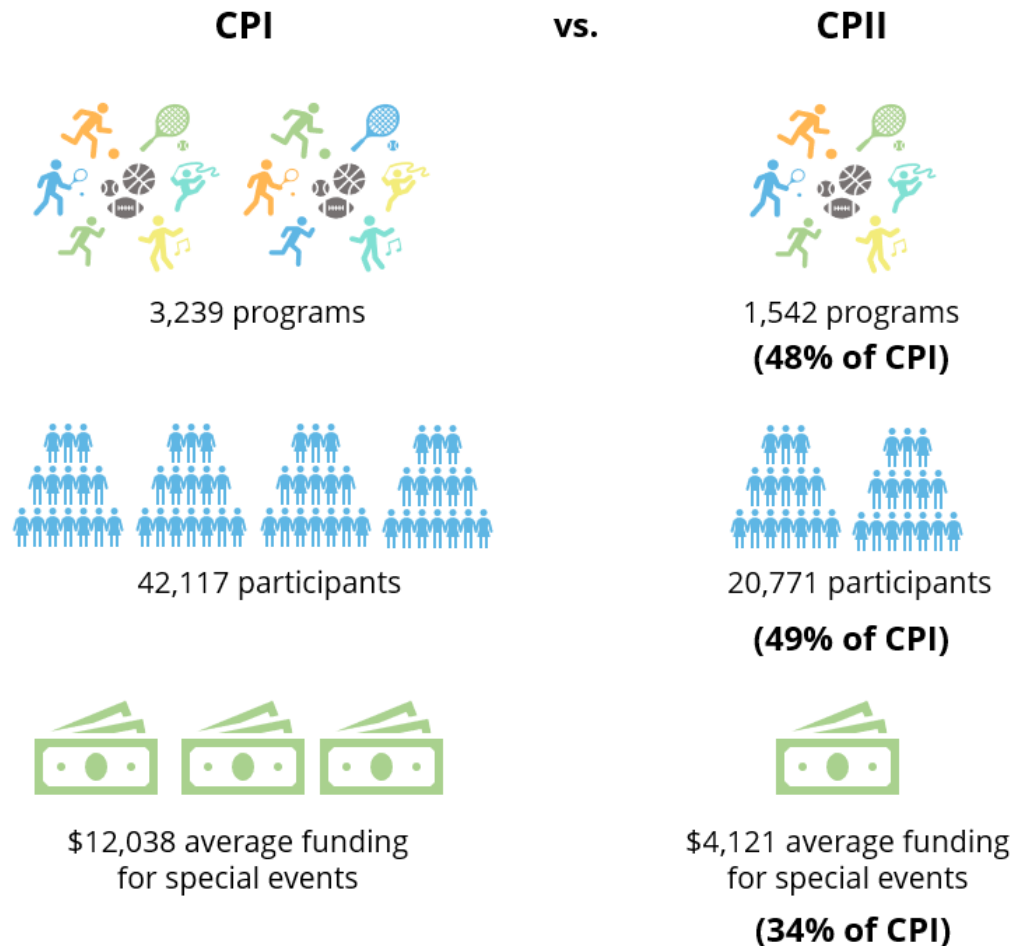 CPI vs. CPII
3,239 programs
1,542 programs
(48% of CPI)
42,117 participants
20,771 participants
(49% of CPI)
$12,038 average funding
for special events
$4,121 average funding
for special events
(34% of CPI)